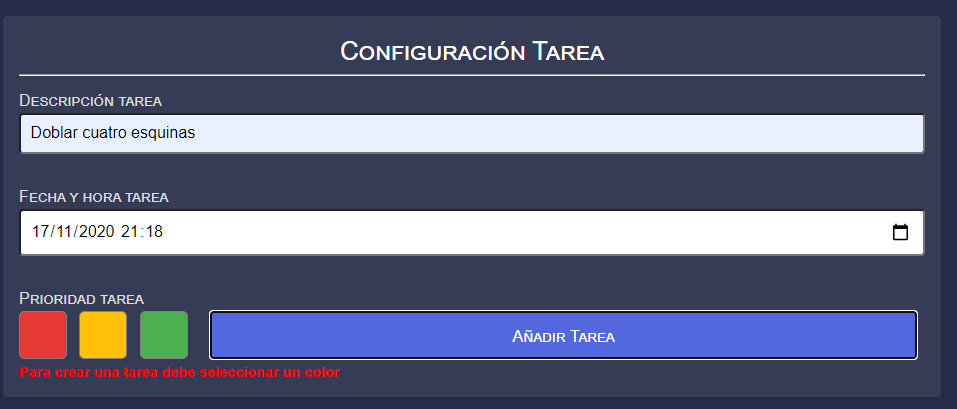 Configuración Tarea
Descripción tarea
Doblar cuatro esquinas
Fecha y hora tarea
17/11/2020 21:18
Prioridad tarea
Añadir Tarea
Para crear una tarea debe seleccionar un color